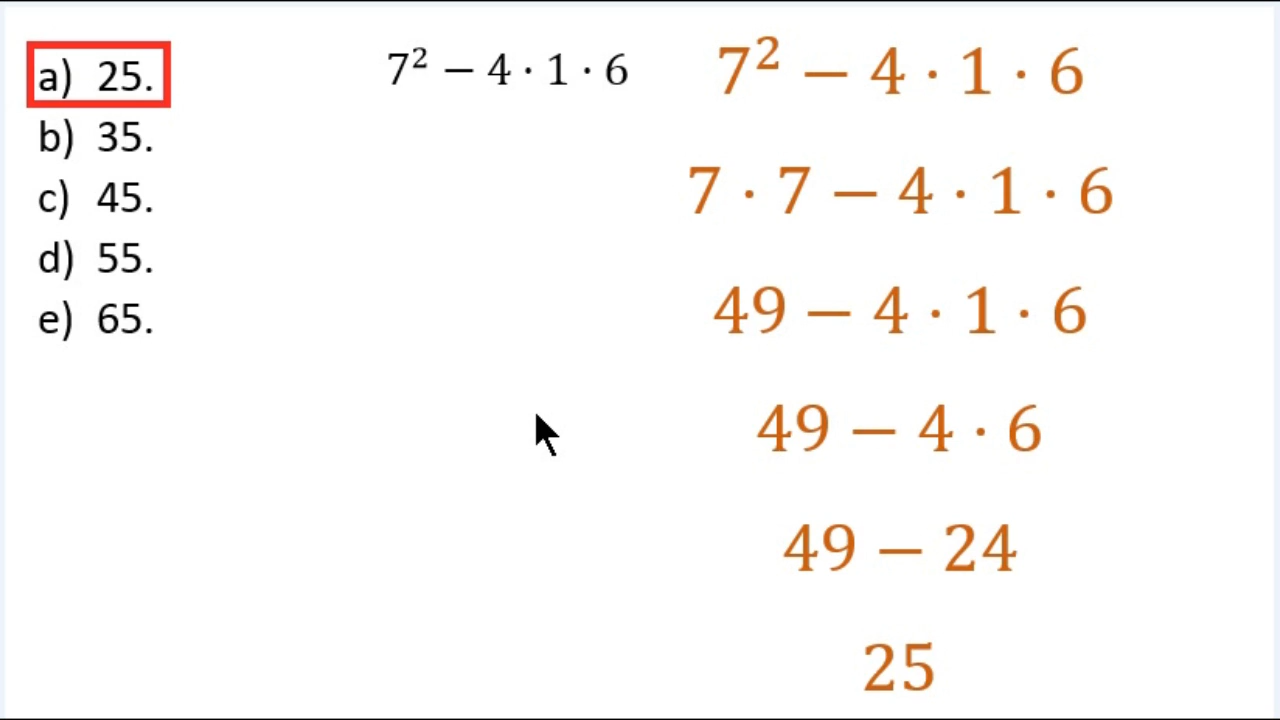 a) 25.
b) 35.
c) 45.
d) 55.
e) 65.
7² − 4 · 1 · 6
7² − 4 · 1 · 6
7 · 7 − 4 · 1 · 6
49 − 4 · 1 · 6
49 − 4 · 6
49 − 24
25